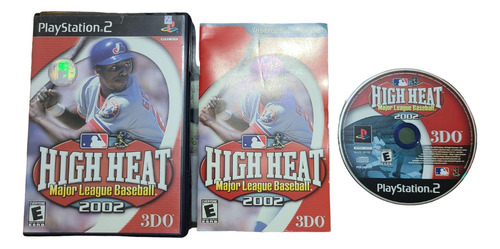 PlayStation 2
HIGH HEAT
Major League Baseball
2002
E
3DO
HIGH HEAT
Major League Baseball
2002
E
3DO
HIGH HEAT
Major League Baseball
2002
3DO
E
PlayStation 2